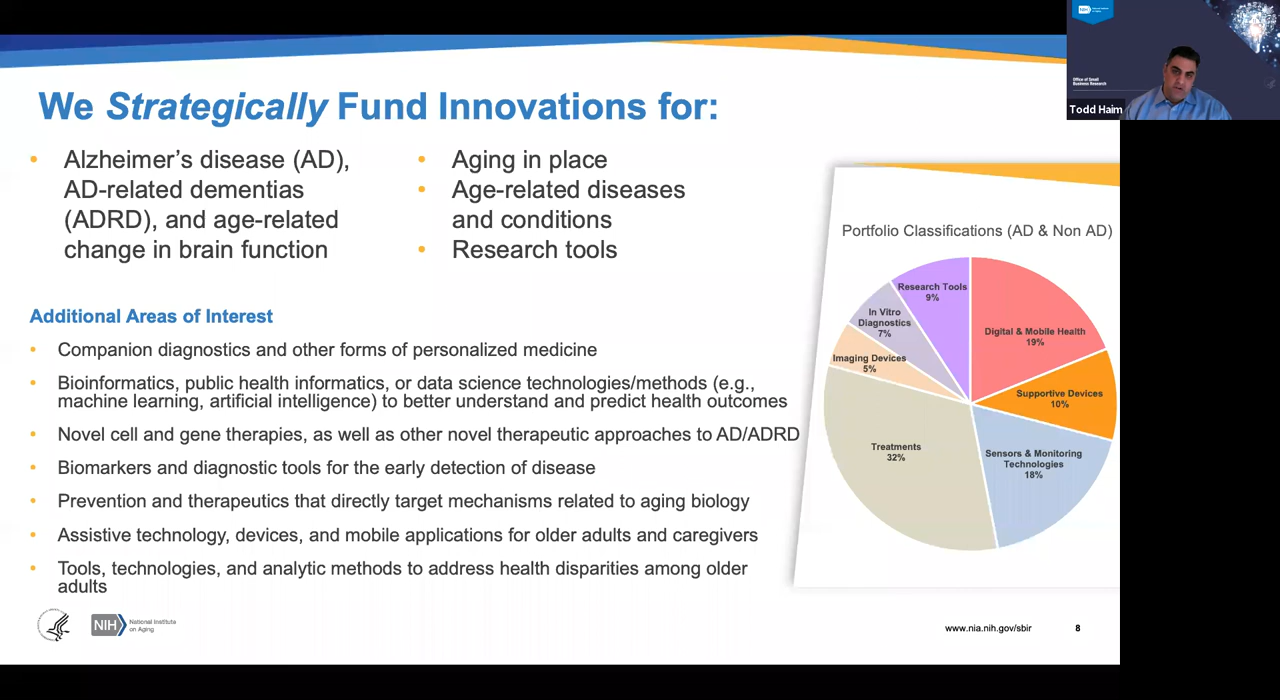 We Strategically Fund Innovations for:
• Alzheimer's disease (AD),
AD-related dementias
(ADRD), and age-related
change in brain function
• Aging in place
• Age-related diseases
and conditions
• Research tools
Additional Areas of Interest
• Companion diagnostics and other forms of personalized medicine
• Bioinformatics, public health informatics, or data science technologies/methods (e.g.,
machine learning, artificial intelligence) to better understand and predict health outcomes
• Novel cell and gene therapies, as well as other novel therapeutic approaches to AD/ADRD
• Biomarkers and diagnostic tools for the early detection of disease
• Prevention and therapeutics that directly target mechanisms related to aging biology
• Assistive technology, devices, and mobile applications for older adults and caregivers
• Tools, technologies, and analytic methods to address health disparities among older
adults
Portfolio Classifications (AD & Non AD)
Research Tools
9%
In Vitro
Diagnostics
7%
Imaging Devices
5%
Digital & Mobile Health
19%
Supportive Devices
10%
Treatments
32%
Sensors & Monitoring
Technologies
18%
NIH
National Institute
on Aging
www.nia.nih.gov/sbir
8
NIH
Office of Small
Business Research
Todd Haim